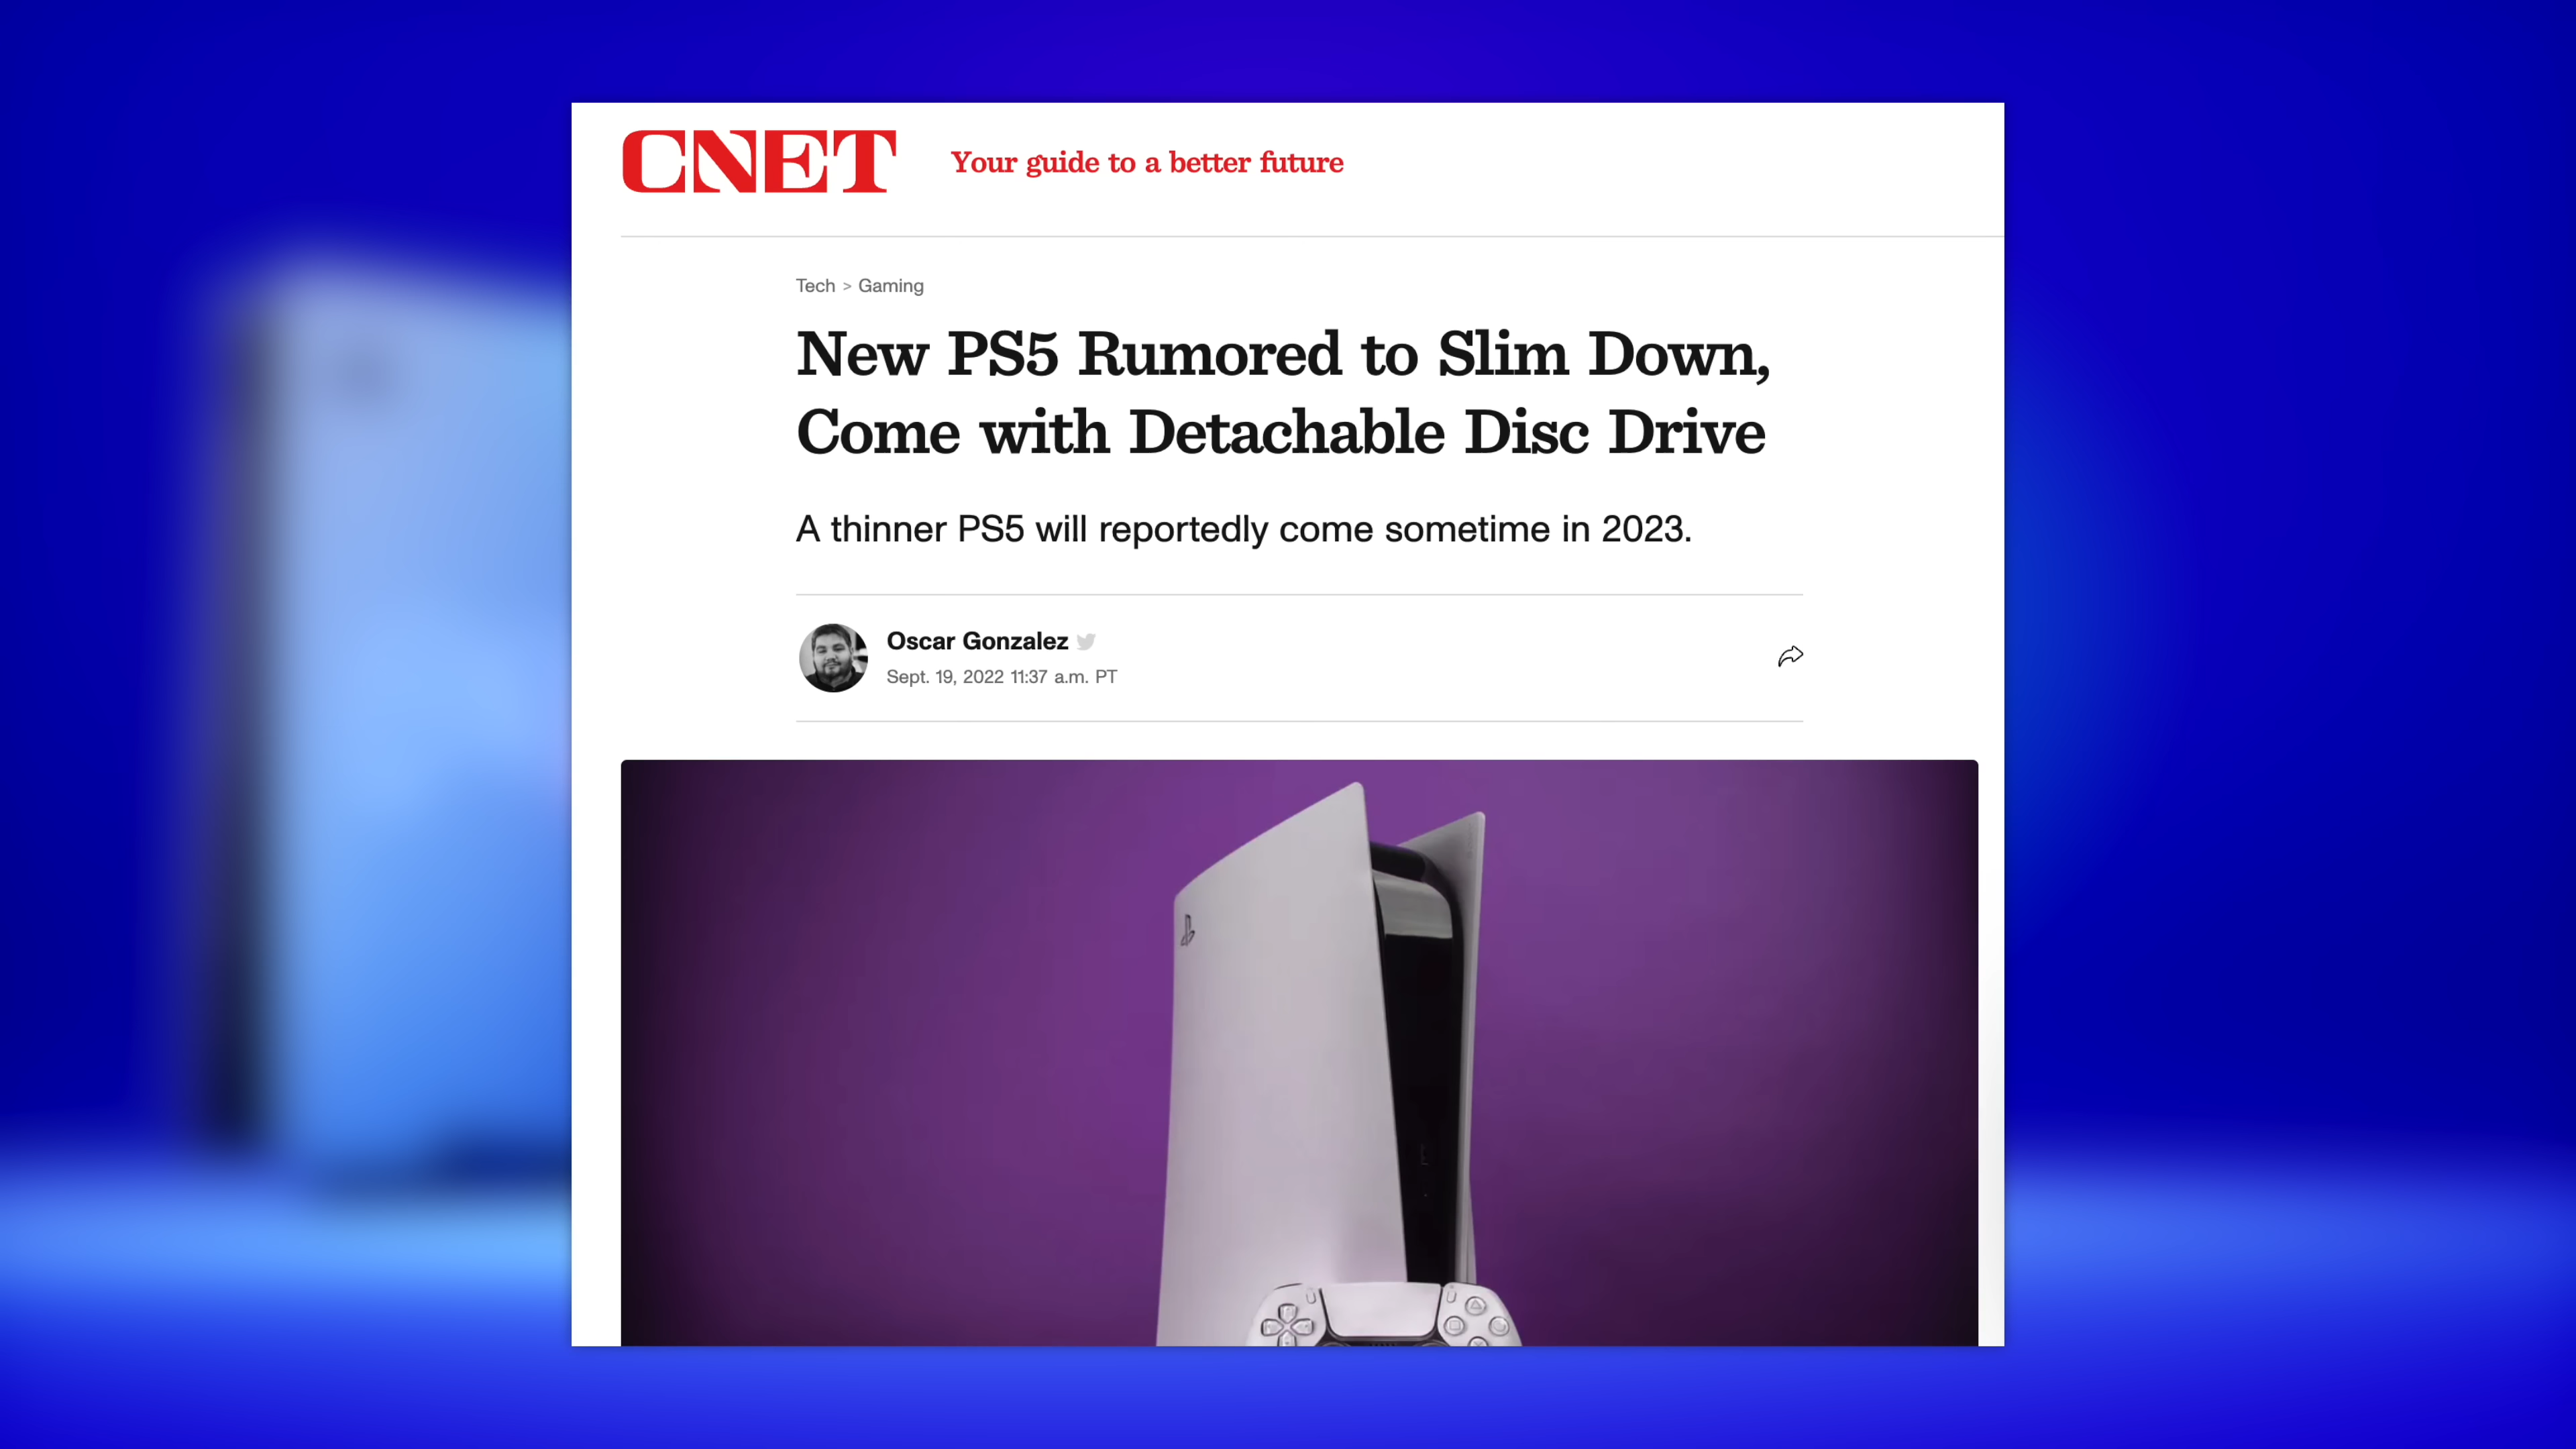 CNET
Your guide to a better future
Tech > Gaming
New PS5 Rumored to Slim Down,
Come with Detachable Disc Drive
A thinner PS5 will reportedly come sometime in 2023.
Oscar Gonzalez
Sept. 19, 2022 11:37 a.m. PT